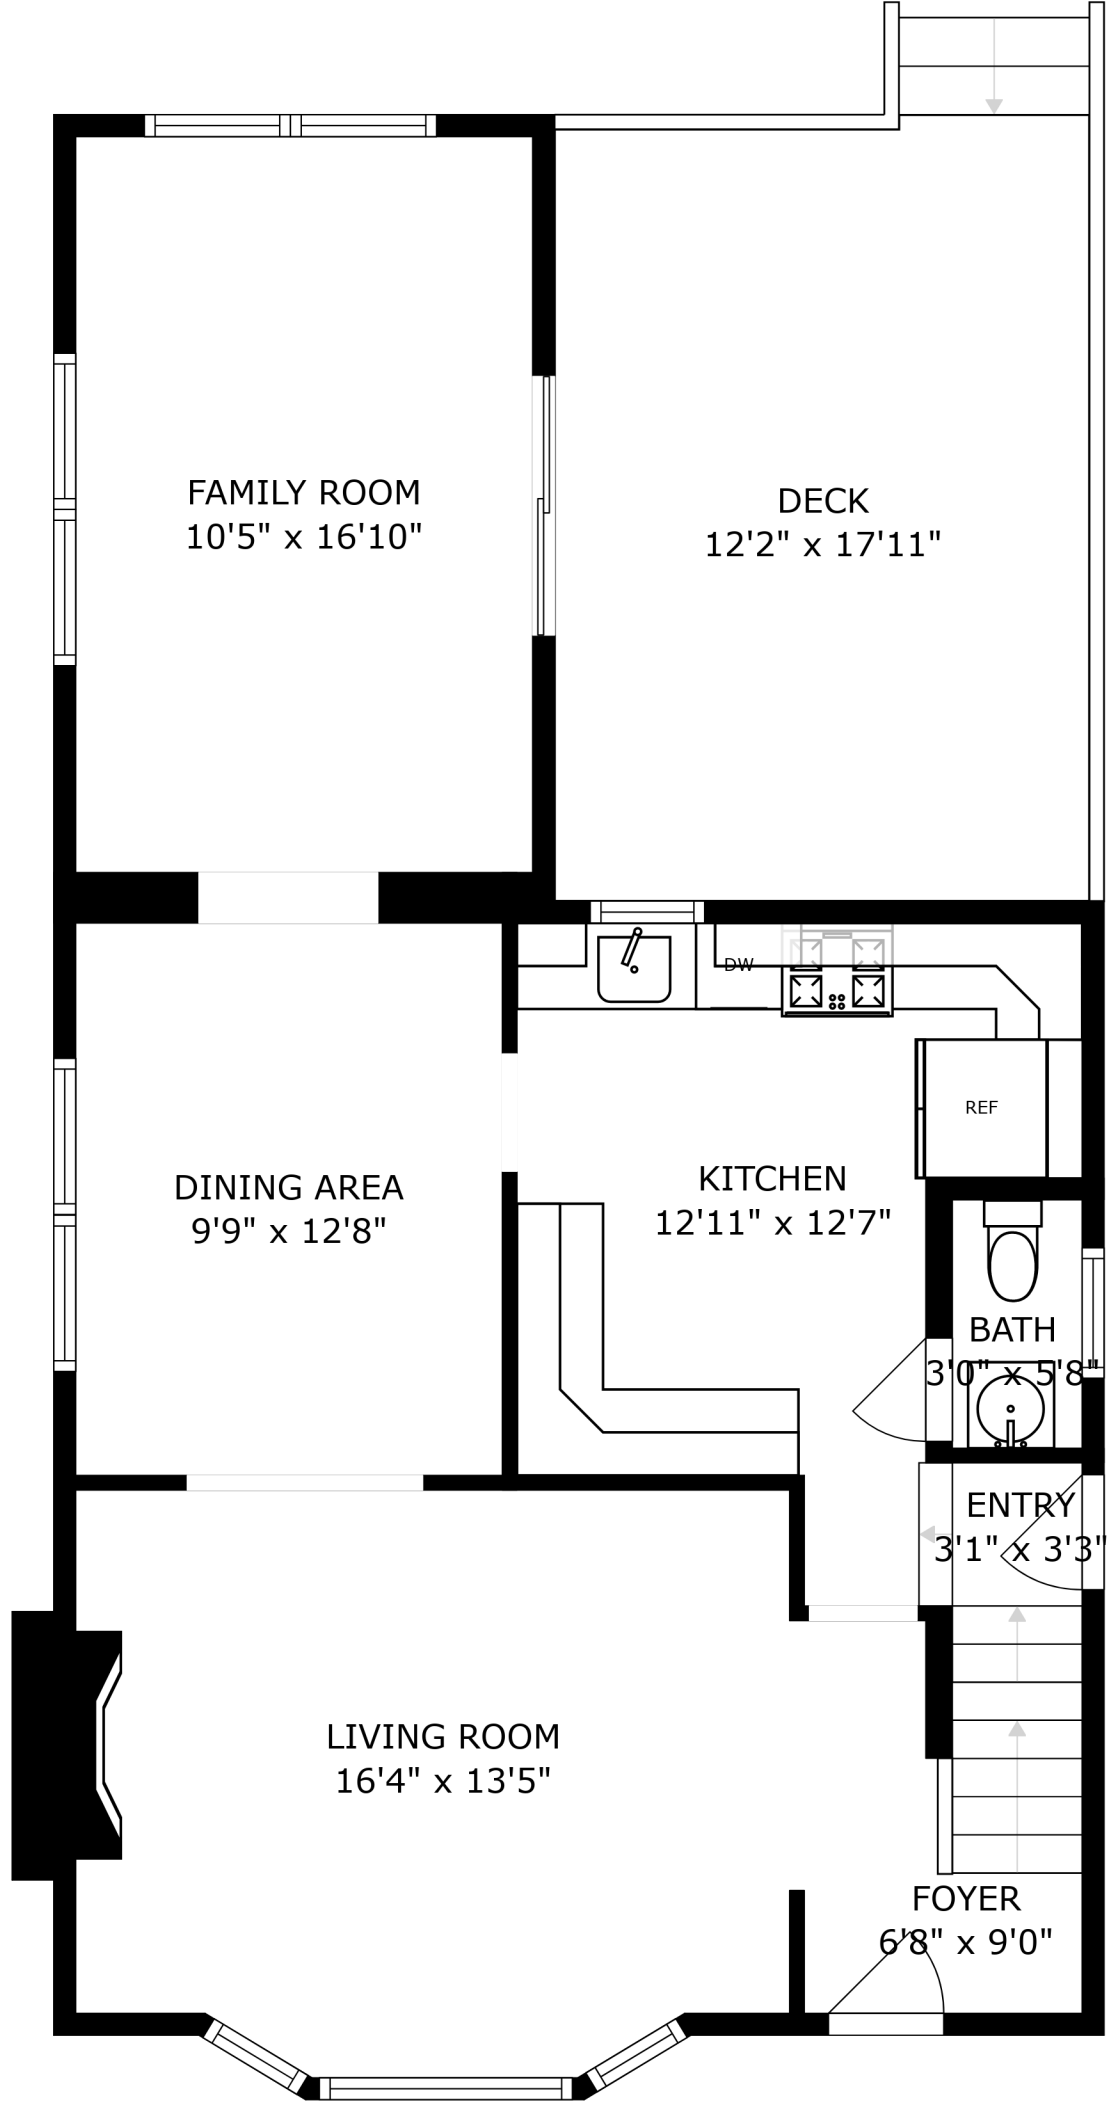 FAMILY ROOM
10'5" x 16'10"
DECK
12'2" x 17'11"
DW
REF
KITCHEN
12'11" x 12'7"
DINING AREA
9'9" x 12'8"
BATH
3'0" x 5'8"
ENTRY
3'1" x 3'3"
LIVING ROOM
16'4" x 13'5"
FOYER
6'8" x 9'0"